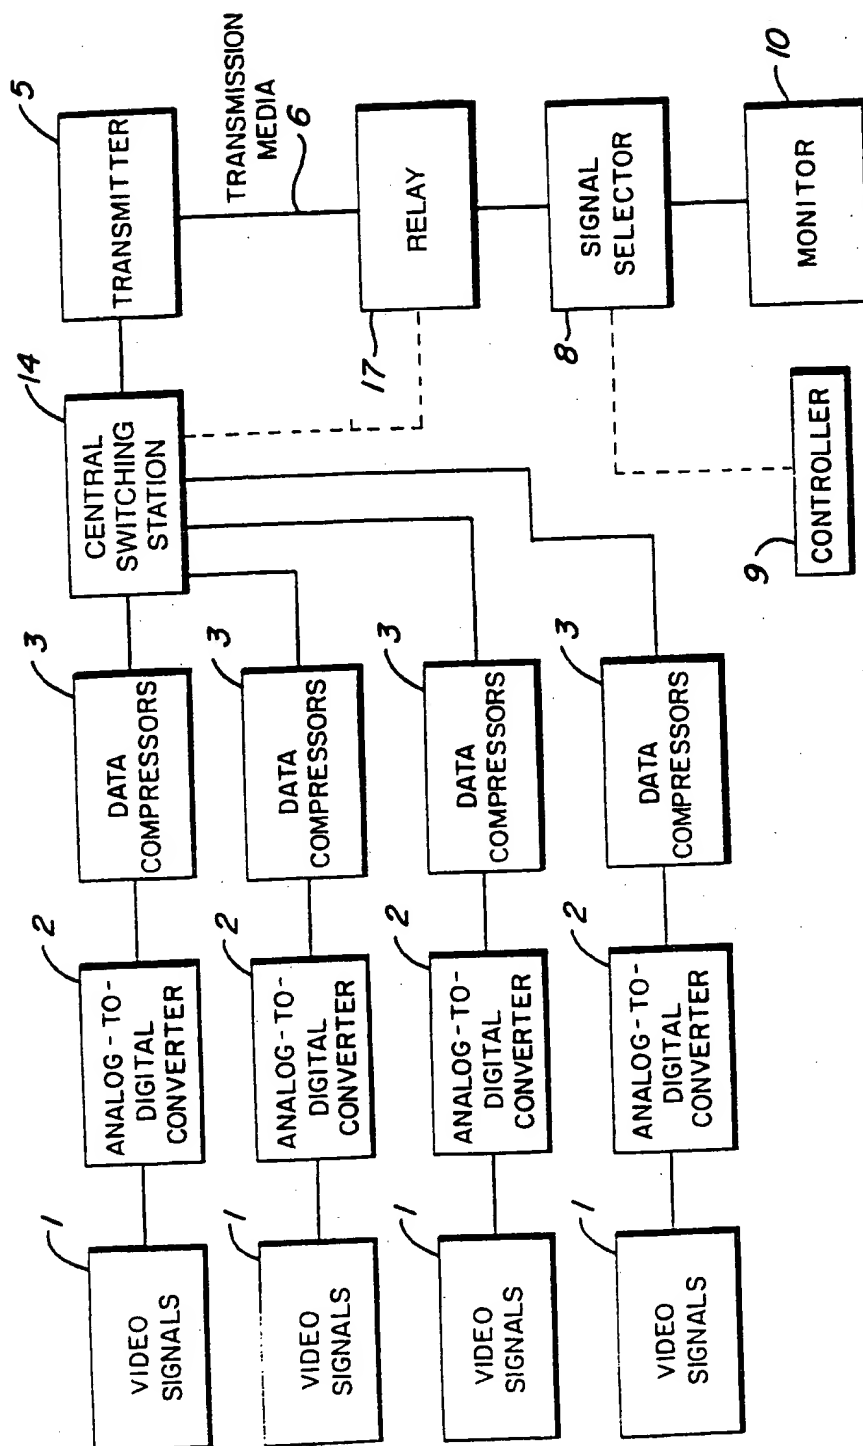 1
VIDEO
SIGNALS
2
ANALOG-TO-
DIGITAL
CONVERTER
3
DATA
COMPRESSORS
14
CENTRAL
SWITCHING
STATION
5
TRANSMITTER
1
VIDEO
SIGNALS
2
ANALOG-TO-
DIGITAL
CONVERTER
3
DATA
COMPRESSORS
TRANSMISSION
MEDIA
6
1
VIDEO
SIGNALS
2
ANALOG-TO-
DIGITAL
CONVERTER
3
DATA
COMPRESSORS
17
RELAY
1
VIDEO
SIGNALS
2
ANALOG-TO-
DIGITAL
CONVERTER
3
DATA
COMPRESSORS
8
SIGNAL
SELECTOR
9
CONTROLLER
10
MONITOR